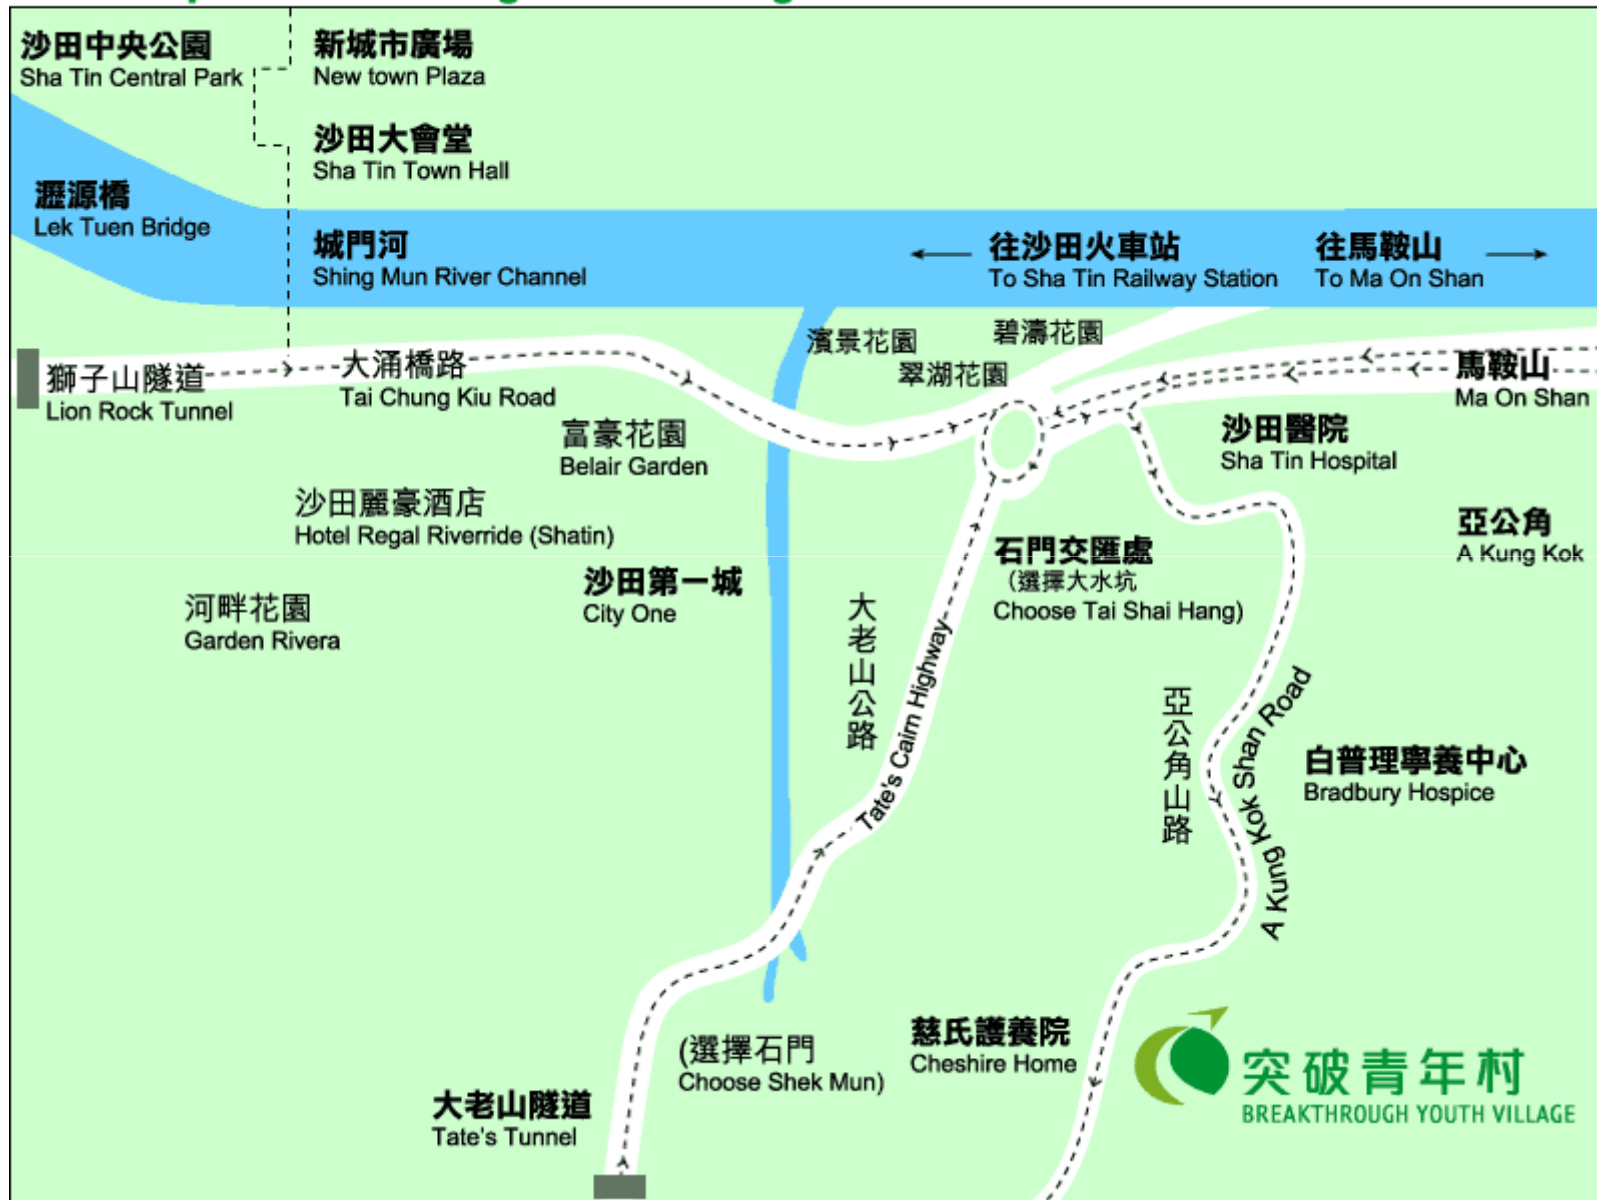 沙田中央公園
Sha Tin Central Park
新城市廣場
New town Plaza
沙田大會堂
Sha Tin Town Hall
瀝源橋
Lek Tuen Bridge
城門河
Shing Mun River Channel
往沙田火車站
To Sha Tin Railway Station
往馬鞍山
To Ma On Shan
濱景花園
碧濤花園
翠湖花園
獅子山隧道
Lion Rock Tunnel
大涌橋路
Tai Chung Kiu Road
馬鞍山
Ma On Shan
富豪花園
Belair Garden
沙田醫院
Sha Tin Hospital
沙田麗豪酒店
Hotel Regal Riverride (Shatin)
亞公角
A Kung Kok
石門交匯處
(選擇大水坑
Choose Tai Shai Hang)
沙田第一城
City One
河畔花園
Garden Rivera
大老山公路
Tate's Cairn Highway
亞公角山路
A Kung Kok Shan Road
白普理寧養中心
Bradbury Hospice
(選擇石門
Choose Shek Mun)
慈氏護養院
Cheshire Home
大老山隧道
Tate's Tunnel
突破青年村
BREAKTHROUGH YOUTH VILLAGE